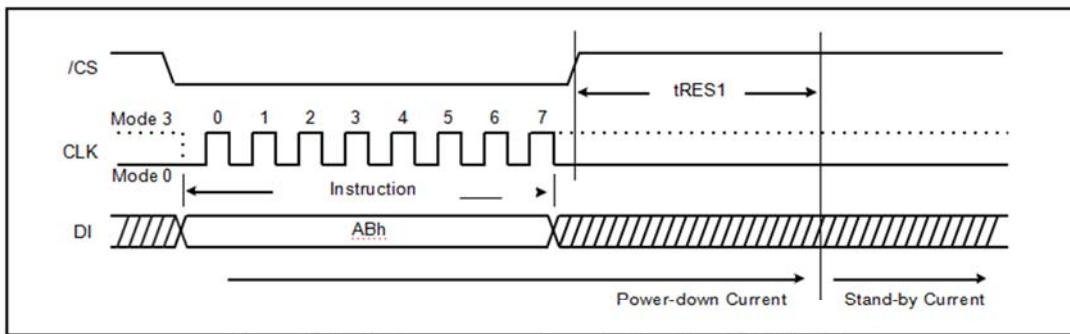 /CS
tRES1
Mode 3
0 1 2 3 4 5 6 7
CLK
Mode 0
Instruction
DI
ABh
Power-down Current
Stand-by Current